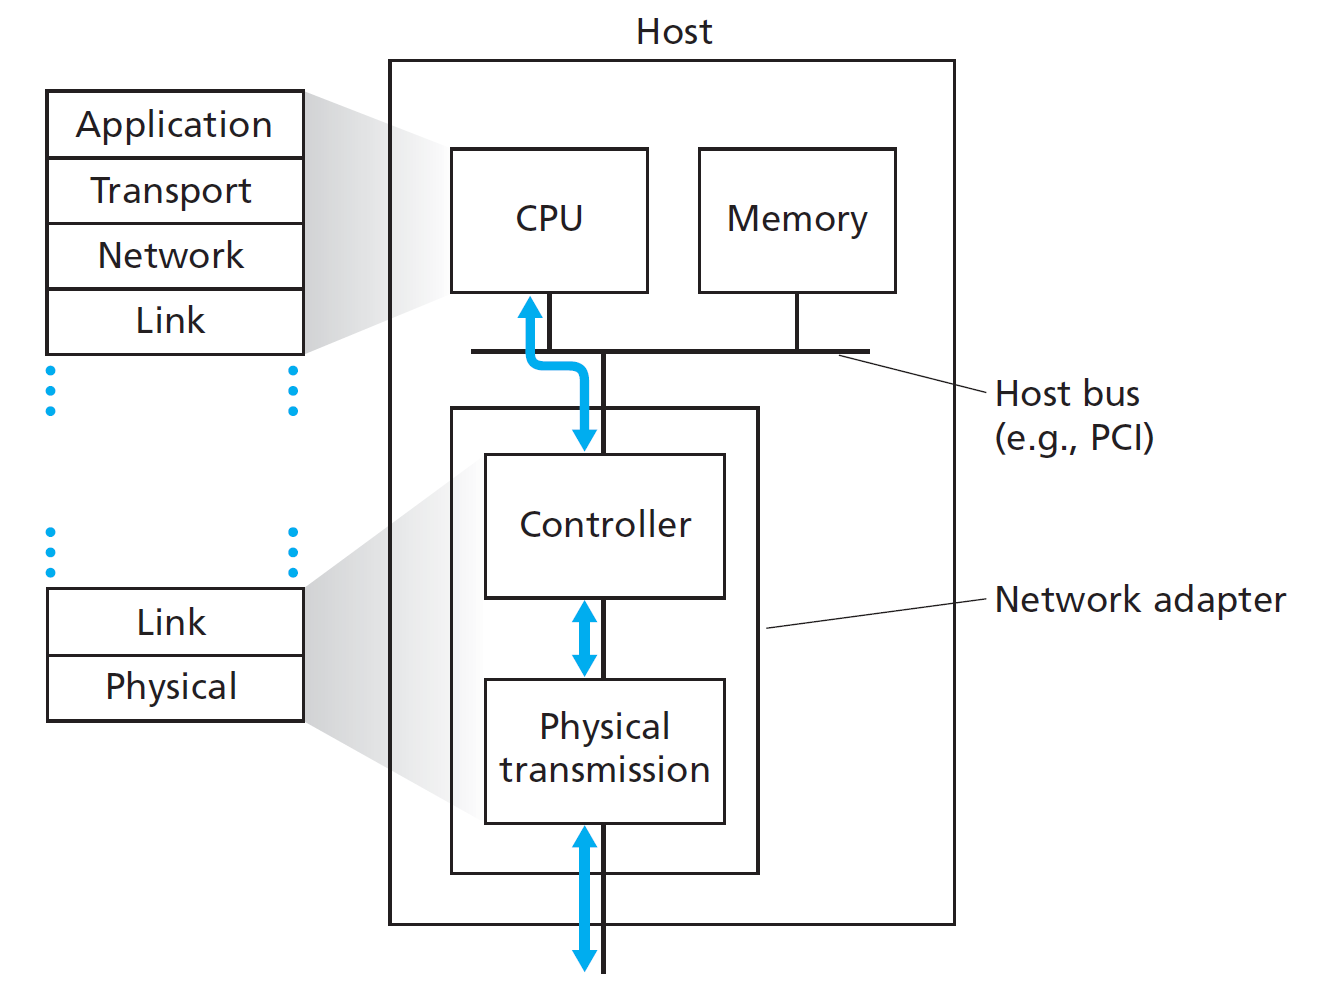 Host
Application
Transport
Network
Link
CPU
Memory
Host bus
(e.g., PCI)
Controller
Network adapter
Link
Physical
Physical
transmission